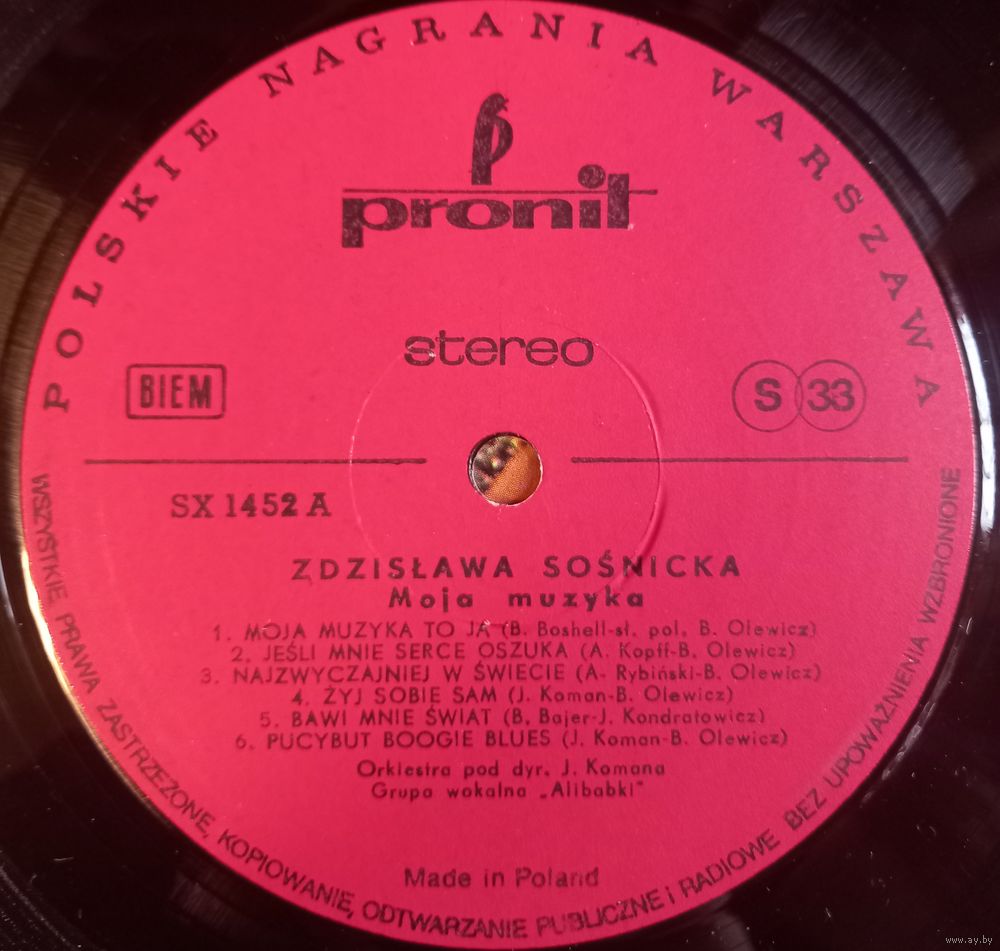 POLSKIE NAGRANIA WARSZAWA
pronit
stereo
BIEM
S 33
SX 1452 A
ZDZISŁAWA SOŚNICKA
Moja muzyka
1. MOJA MUZYKA TO JA (B. Boshell-sł. pol. B. Olewicz)
2. JEŚLI MNIE SERCE OSZUKA (A. Kopff-B. Olewicz)
3. NAJZWYCZAJNIEJ W ŚWIECIE (A- Rybiński-B. Olewicz)
4. ŻYJ SOBIE SAM (J. Koman-B. Olewicz)
5. BAWI MNIE ŚWIAT (B. Bajer-J. Kondratowicz)
6. PUCYBUT BOOGIE BLUES (J. Koman-B. Olewicz)
Orkiestra pod dyr. J. Komana
Grupa wokalna „Alibabki"
Made in Poland
WSZYSTKIE PRAWA ZASTRZEŻONE, KOPIOWANIE, ODTWARZANIE PUBLICZNE i RADIOWE BEZ UPOWAŻNIENIA WZBRONIONE
www.ay.by